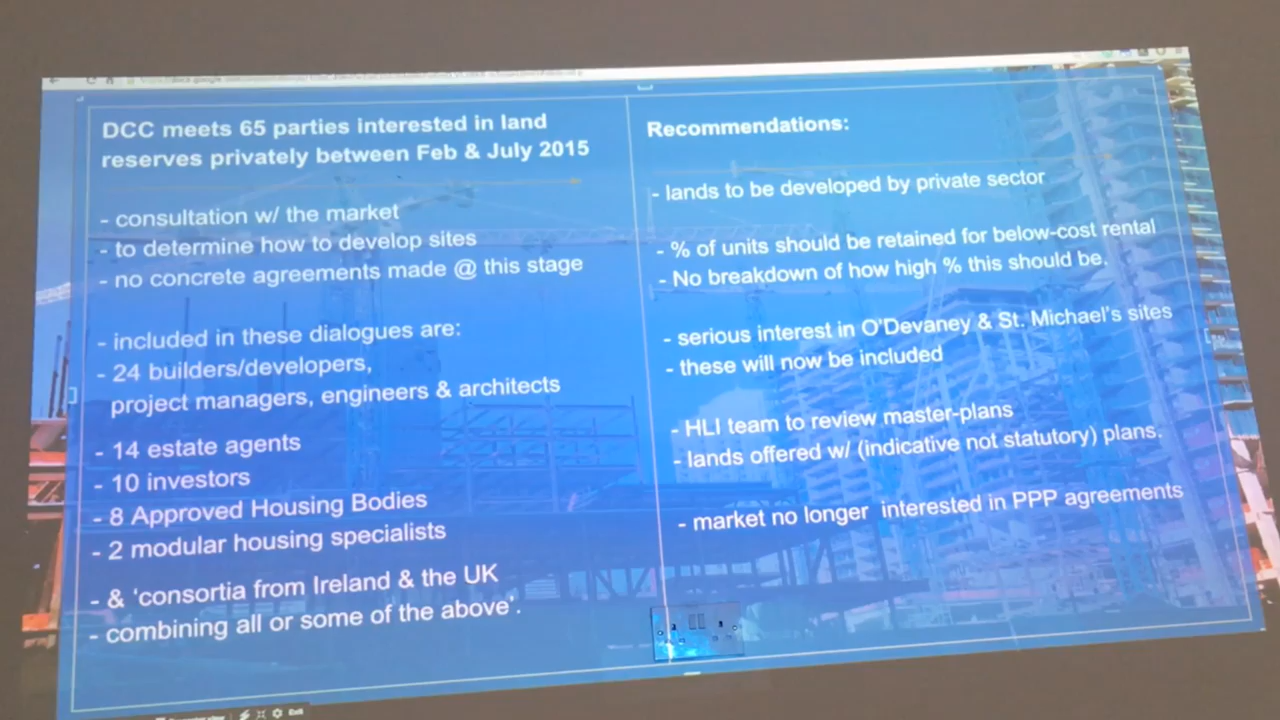 DCC meets 65 parties interested in land
reserves privately between Feb & July 2015
- consultation w/ the market
- to determine how to develop sites
- no concrete agreements made @ this stage
- included in these dialogues are:
- 24 builders/developers,
project managers, engineers & architects
- 14 estate agents
- 10 investors
- 8 Approved Housing Bodies
- 2 modular housing specialists
- & ‘consortia from Ireland & the UK
- combining all or some of the above’.
Recommendations:
- lands to be developed by private sector
- % of units should be retained for below-cost rental
- No breakdown of how high % this should be.
- serious interest in O’Devaney & St. Michael’s sites
- these will now be included
- HLI team to review master-plans
- lands offered w/ (indicative not statutory) plans.
- market no longer interested in PPP agreements
Exit